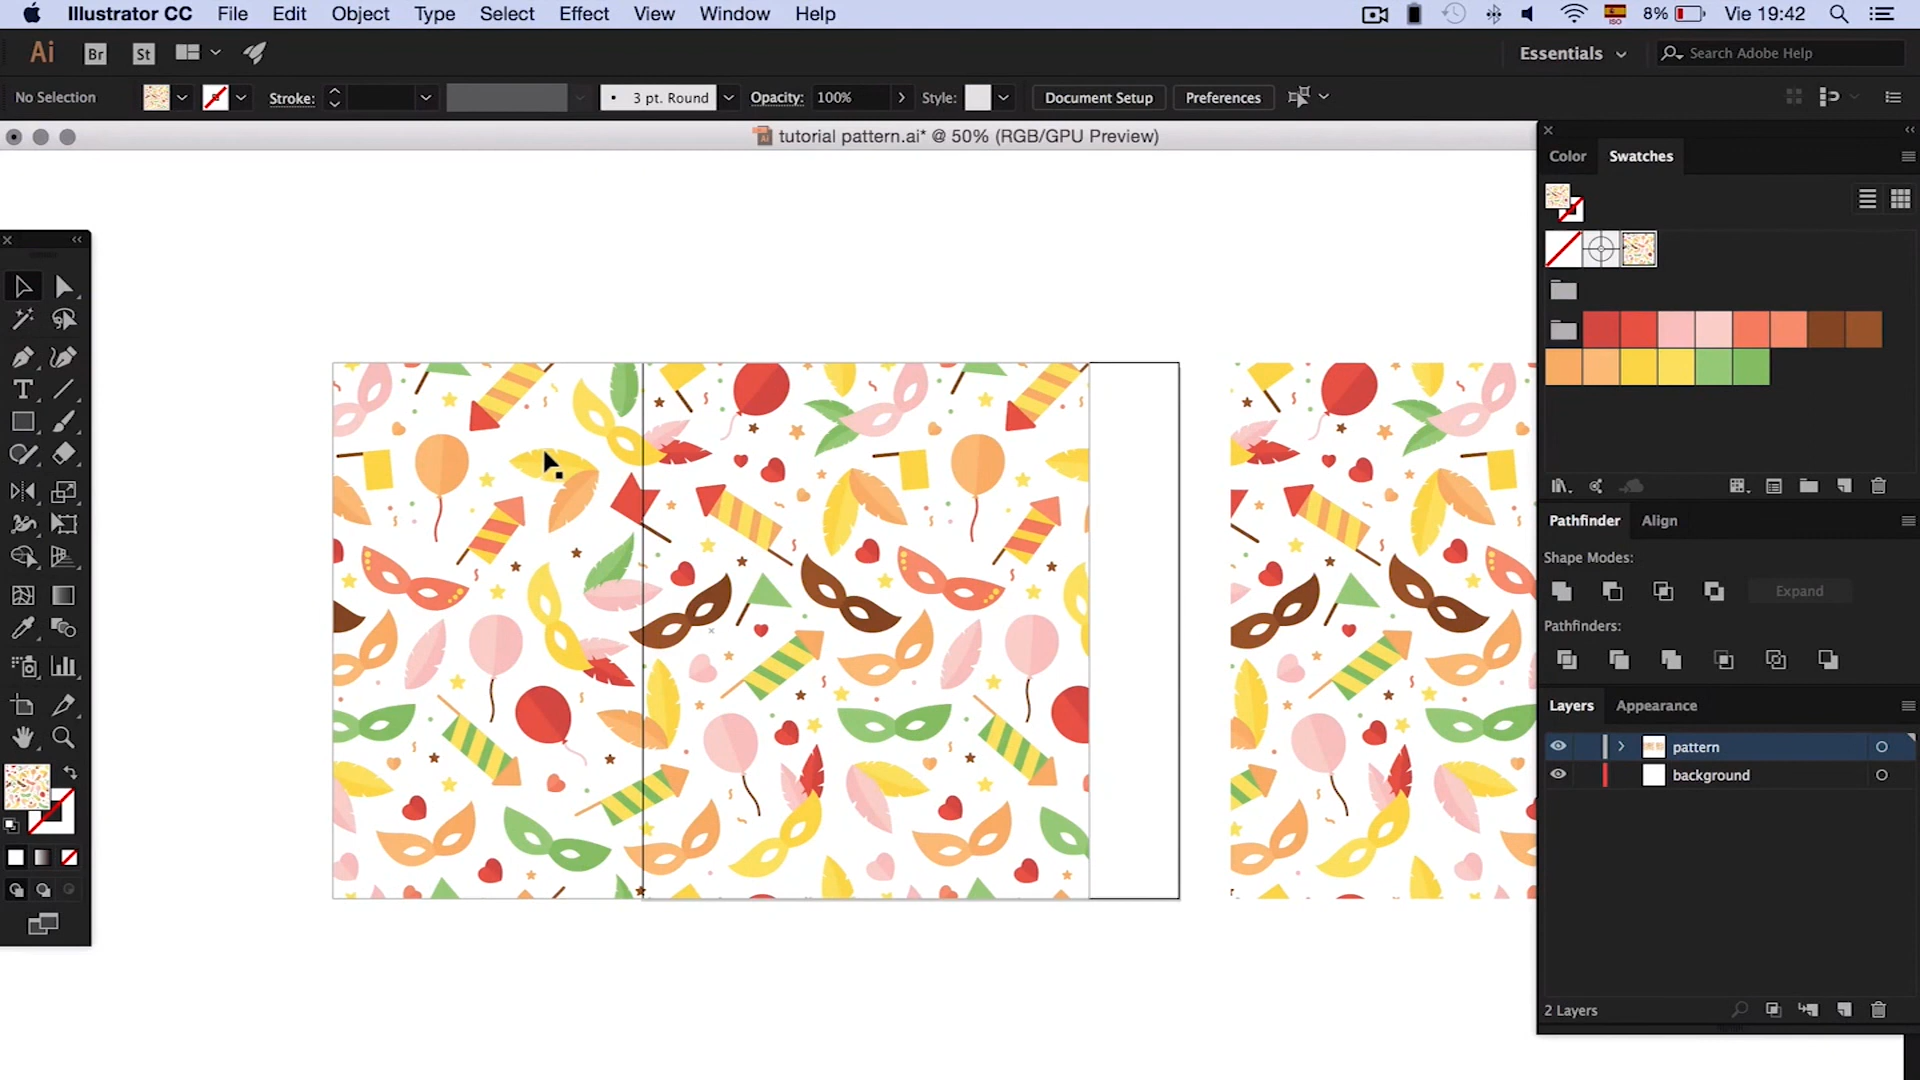 Illustrator CC File Edit Object Type Select Effect View Window Help ISO 8% Vie 19:42
Ai Br St Essentials Search Adobe Help
No Selection Stroke: 3 pt. Round Opacity: 100% Style: Document Setup Preferences
tutorial pattern.ai* @ 50% (RGB/GPU Preview)
Color Swatches
Pathfinder Align
Shape Modes:
Expand
Pathfinders:
Layers Appearance
pattern
background
2 Layers